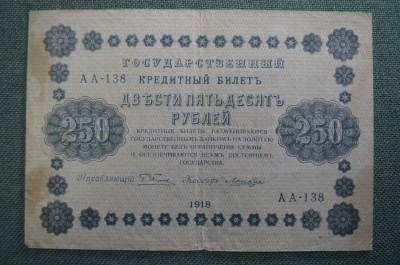 ГОСУДАРСТВЕННЫЙ
АА-138
КРЕДИТНЫЙ БИЛЕТЪ
ДВѢСТИ ПЯТЬДЕСЯТЪ
РУБЛЕЙ
250
250
КРЕДИТНЫЕ БИЛЕТЫ РАЗМѢНИВАЮТСЯ
ГОСУДАРСТВЕННЫМЪ БАНКОМЪ НА ЗОЛОТУЮ
МОНЕТУ БЕЗЪ ОГРАНИЧЕНІЯ СУММЫ
И ОБЕЗПЕЧИВАЮТСЯ ВСѢМЪ ДОСТОЯНІЕМЪ
ГОСУДАРСТВА.
Управляющій
АА-138
1918